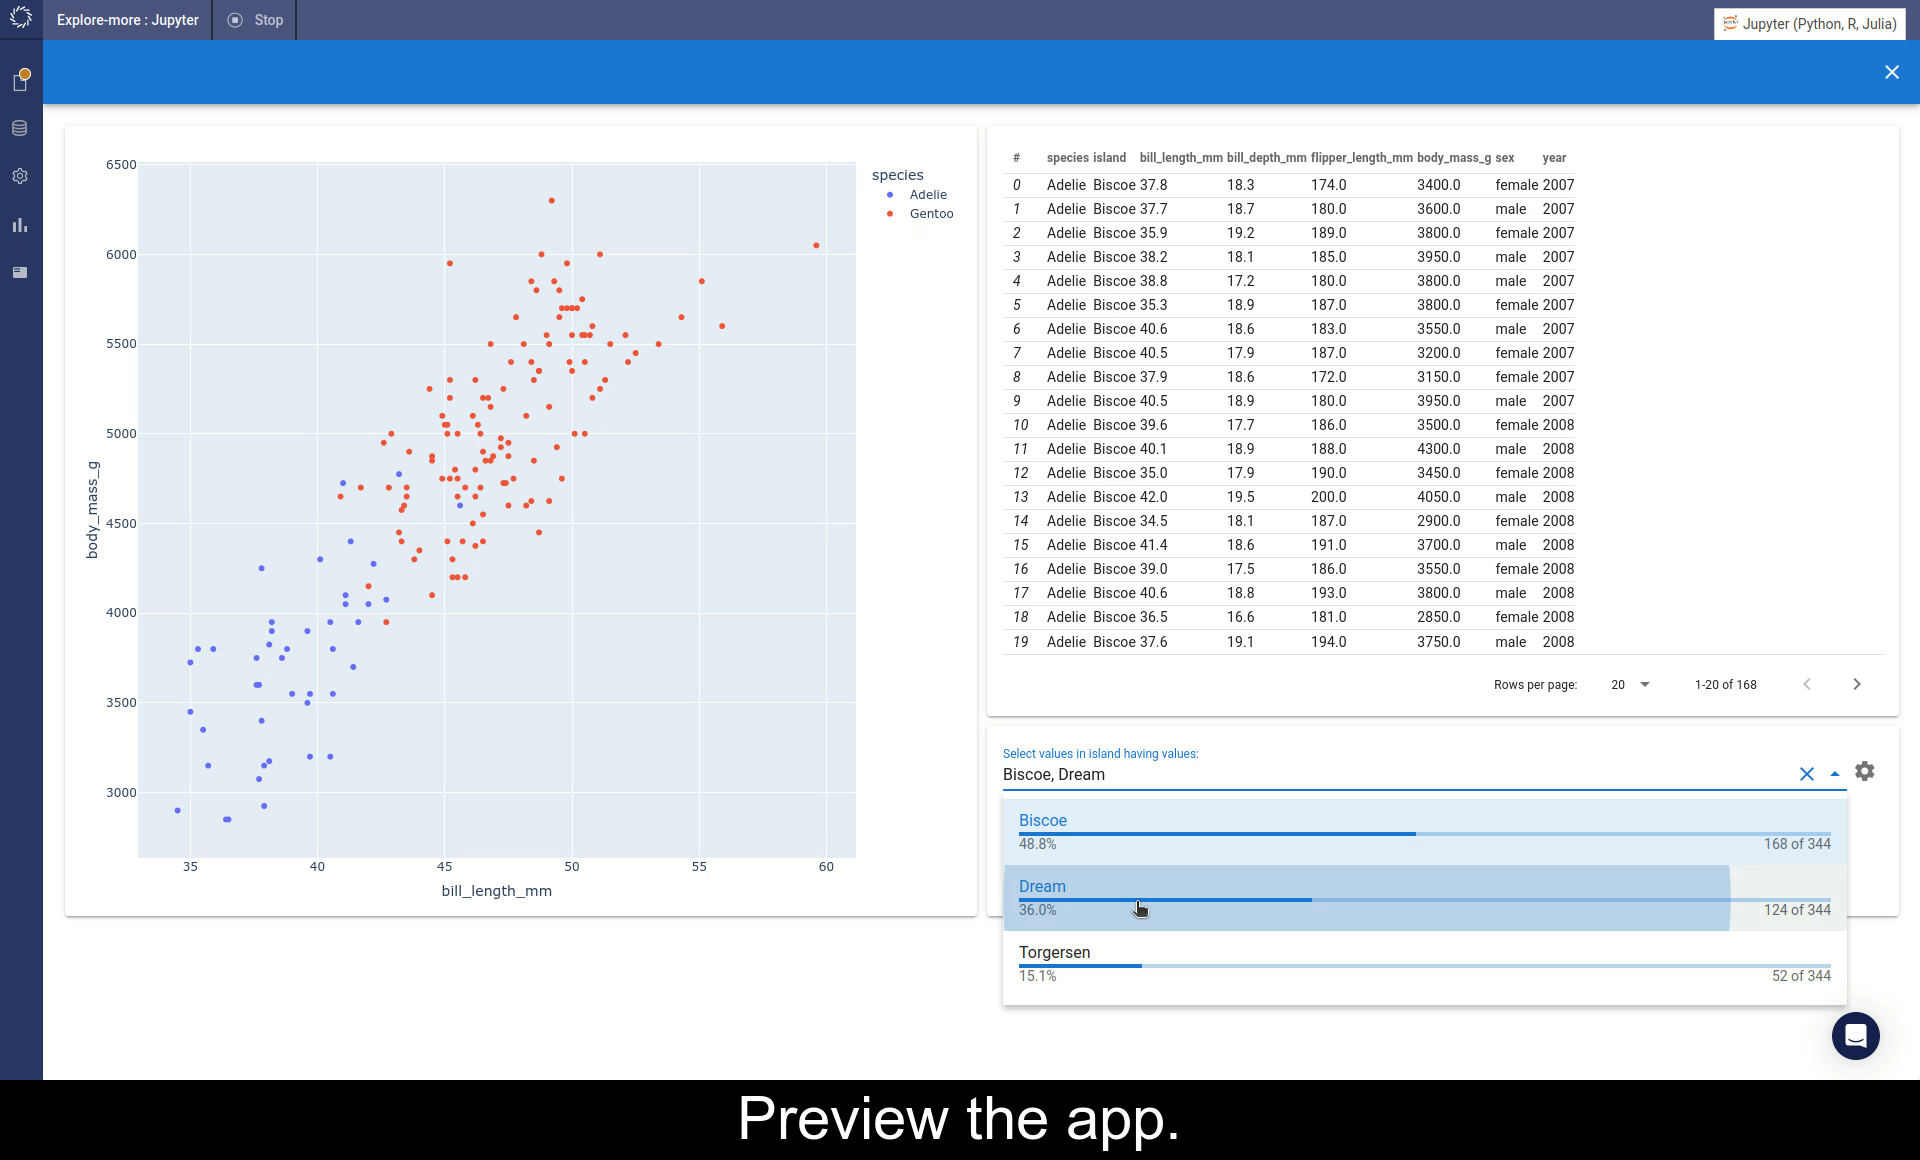 Explore-more : Jupyter
Stop
Jupyter (Python, R, Julia)
6500
6000
5500
5000
4500
4000
3500
3000
body_mass_g
35 40 45 50 55 60
bill_length_mm
species
Adelie
Gentoo
# species island bill_length_mm bill_depth_mm flipper_length_mm body_mass_g sex year
0 Adelie Biscoe 37.8 18.3 174.0 3400.0 female 2007
1 Adelie Biscoe 37.7 18.7 180.0 3600.0 male 2007
2 Adelie Biscoe 35.9 19.2 189.0 3800.0 female 2007
3 Adelie Biscoe 38.2 18.1 185.0 3950.0 male 2007
4 Adelie Biscoe 38.8 17.2 180.0 3800.0 male 2007
5 Adelie Biscoe 35.3 18.9 187.0 3800.0 female 2007
6 Adelie Biscoe 40.6 18.6 183.0 3550.0 male 2007
7 Adelie Biscoe 40.5 17.9 187.0 3200.0 female 2007
8 Adelie Biscoe 37.9 18.6 172.0 3150.0 female 2007
9 Adelie Biscoe 40.5 18.9 180.0 3950.0 male 2007
10 Adelie Biscoe 39.6 17.7 186.0 3500.0 female 2008
11 Adelie Biscoe 40.1 18.9 188.0 4300.0 male 2008
12 Adelie Biscoe 35.0 17.9 190.0 3450.0 female 2008
13 Adelie Biscoe 42.0 19.5 200.0 4050.0 male 2008
14 Adelie Biscoe 34.5 18.1 187.0 2900.0 female 2008
15 Adelie Biscoe 41.4 18.6 191.0 3700.0 male 2008
16 Adelie Biscoe 39.0 17.5 186.0 3550.0 female 2008
17 Adelie Biscoe 40.6 18.8 193.0 3800.0 male 2008
18 Adelie Biscoe 36.5 16.6 181.0 2850.0 female 2008
19 Adelie Biscoe 37.6 19.1 194.0 3750.0 male 2008
Rows per page: 20 1-20 of 168
Select values in island having values:
Biscoe, Dream
Biscoe
48.8% 168 of 344
Dream
36.0% 124 of 344
Torgersen
15.1% 52 of 344
Preview the app.